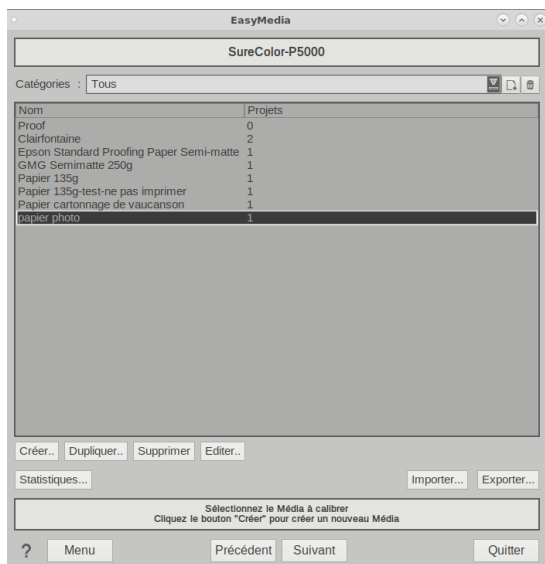 EasyMedia
SureColor-P5000
Catégories : Tous
Nom Projets
Proof 0
Clairfontaine 2
Epson Standard Proofing Paper Semi-matte 1
GMG Semimatte 250g 1
Papier 135g 1
Papier 135g-test-ne pas imprimer 1
Papier cartonnage de vaucanson 1
papier photo 1
Créer.. Dupliquer.. Supprimer Editer..
Statistiques... Importer... Exporter...
Sélectionnez le Média à calibrer
Cliquez le bouton "Créer" pour créer un nouveau Média
? Menu Précédent Suivant Quitter